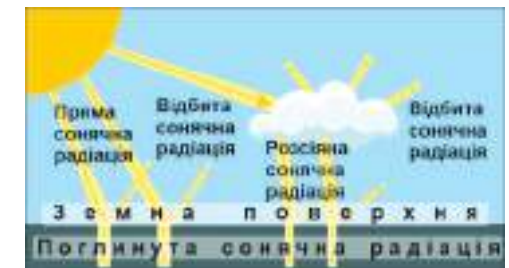 Пряма
сонячна
радіація
Відбита
сонячна
радіація
Розсіяна
сонячна
радіація
Відбита
сонячна
радіація
Земна поверхня
Поглинута сонячна радіація